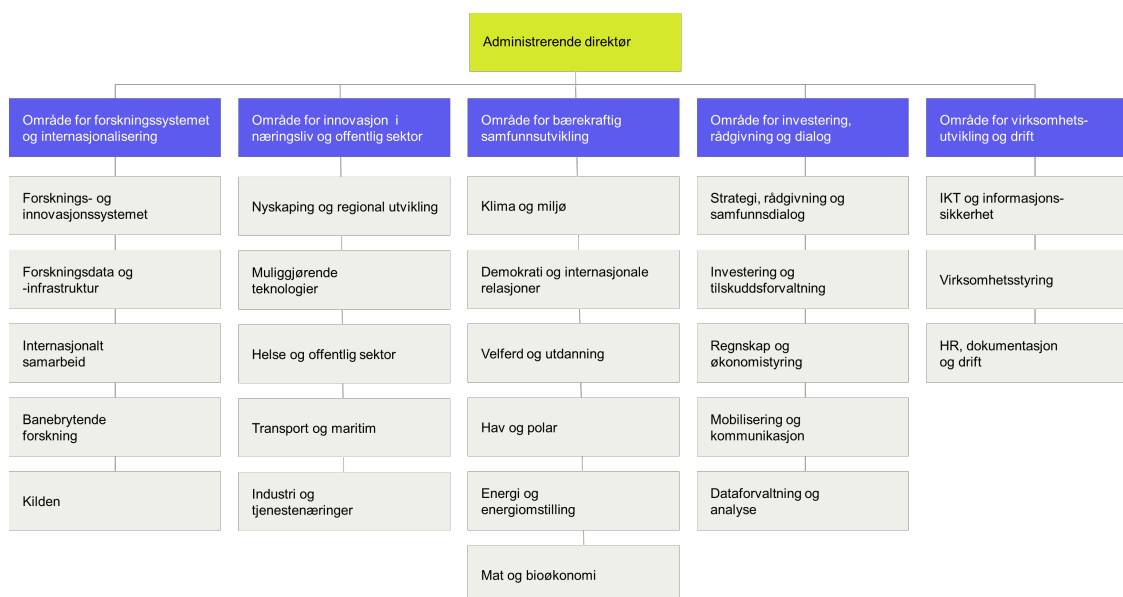 Administrerende direktør
Område for forskningssystemet
og internasjonalisering
Forsknings- og
innovasjonssystemet
Forskningsdata og
-infrastruktur
Internasjonalt
samarbeid
Banebrytende
forskning
Kilden
Område for innovasjon  i
næringsliv og offentlig sektor
Nyskaping og regional utvikling
Muliggjørende
teknologier
Helse og offentlig sektor
Transport og maritim
Industri og
tjenestenæringer
Område for bærekraftig
samfunnsutvikling
Klima og miljø
Demokrati og internasjonale
relasjoner
Velferd og utdanning
Hav og polar
Energi og
energiomstilling
Mat og bioøkonomi
Område for investering,
rådgivning og dialog
Strategi, rådgivning og
samfunnsdialog
Investering og
tilskuddsforvaltning
Regnskap og
økonomistyring
Mobilisering og
kommunikasjon
Dataforvaltning og
analyse
Område for virksomhets-
utvikling og drift
IKT og informasjons-
sikkerhet
Virksomhetsstyring
HR, dokumentasjon
og drift